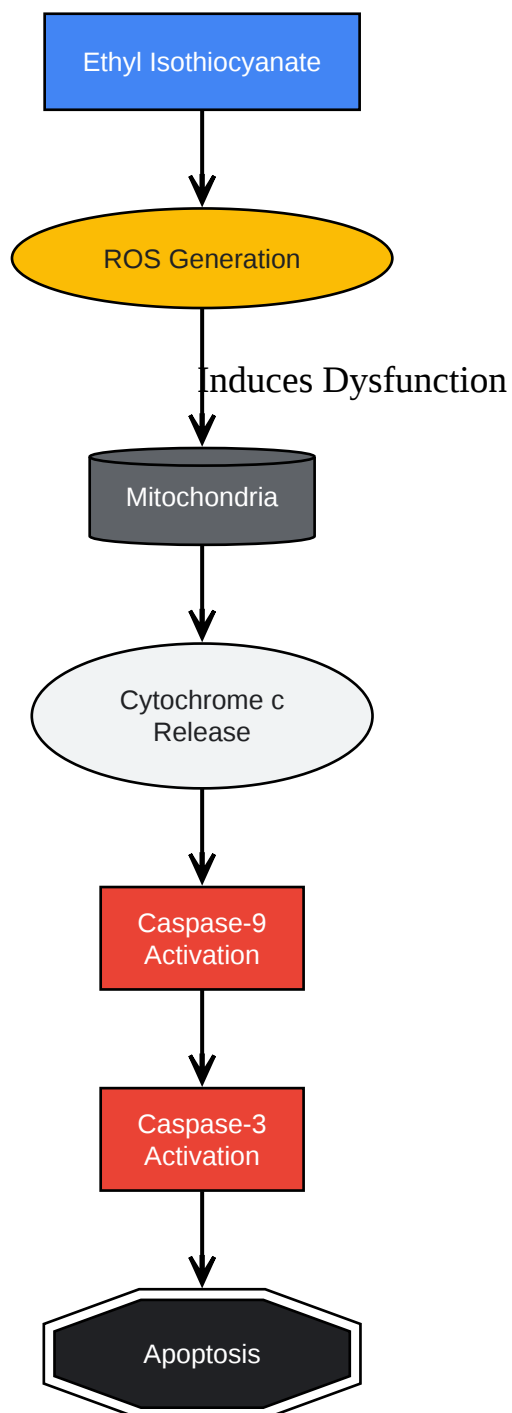 Ethyl Isothiocyanate
ROS Generation
Induces Dysfunction
Mitochondria
Cytochrome c
Release
Caspase-9
Activation
Caspase-3
Activation
Apoptosis